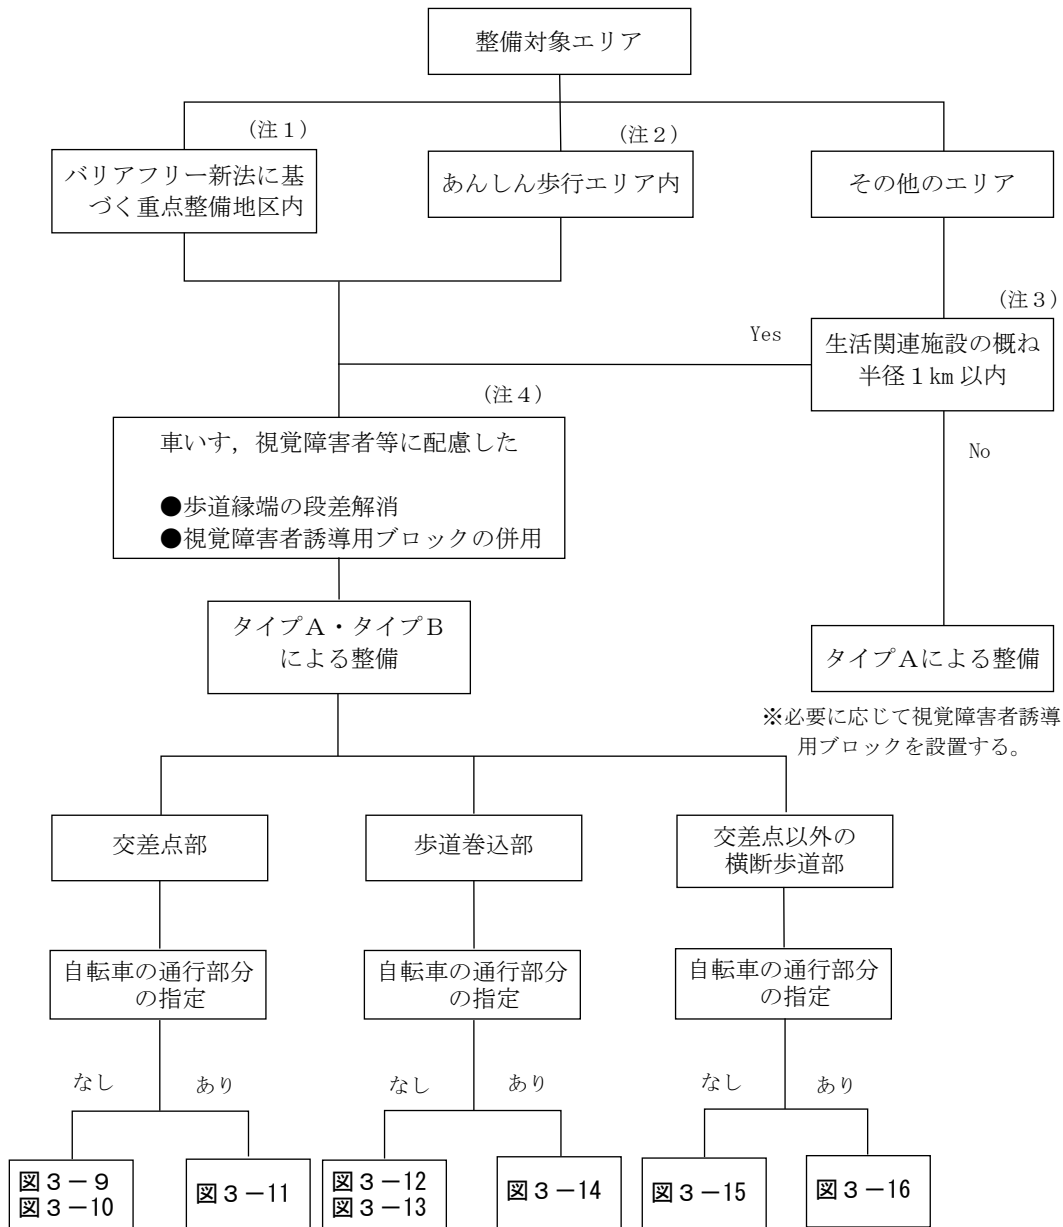 整備対象エリア
（注１）
（注２）
バリアフリー新法に基
づく重点整備地区内
あんしん歩行エリア内
その他のエリア
（注３）
Yes
生活関連施設の概ね
半径１km 以内
（注４）
No
車いす，視覚障害者等に配慮した
●歩道縁端の段差解消
●視覚障害者誘導用ブロックの併用
タイプＡ・タイプＢ
による整備
タイプＡによる整備
※必要に応じて視覚障害者誘導
用ブロックを設置する。
交差点部
歩道巻込部
交差点以外の
横断歩道部
自転車の通行部分
の指定
自転車の通行部分
の指定
自転車の通行部分
の指定
なし
あり
なし
あり
なし
あり
図３－９
図３－10
図３－11
図３－12
図３－13
図３－14
図３－15
図３－16